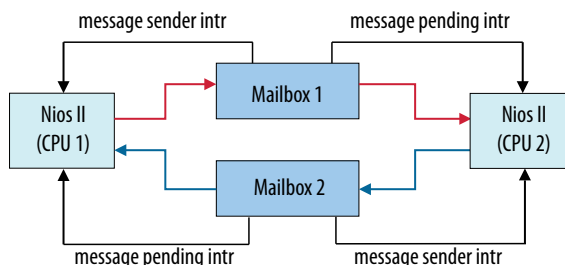 message sender intr
message pending intr
Mailbox 1
Nios II
(CPU 1)
Nios II
(CPU 2)
Mailbox 2
message pending intr
message sender intr